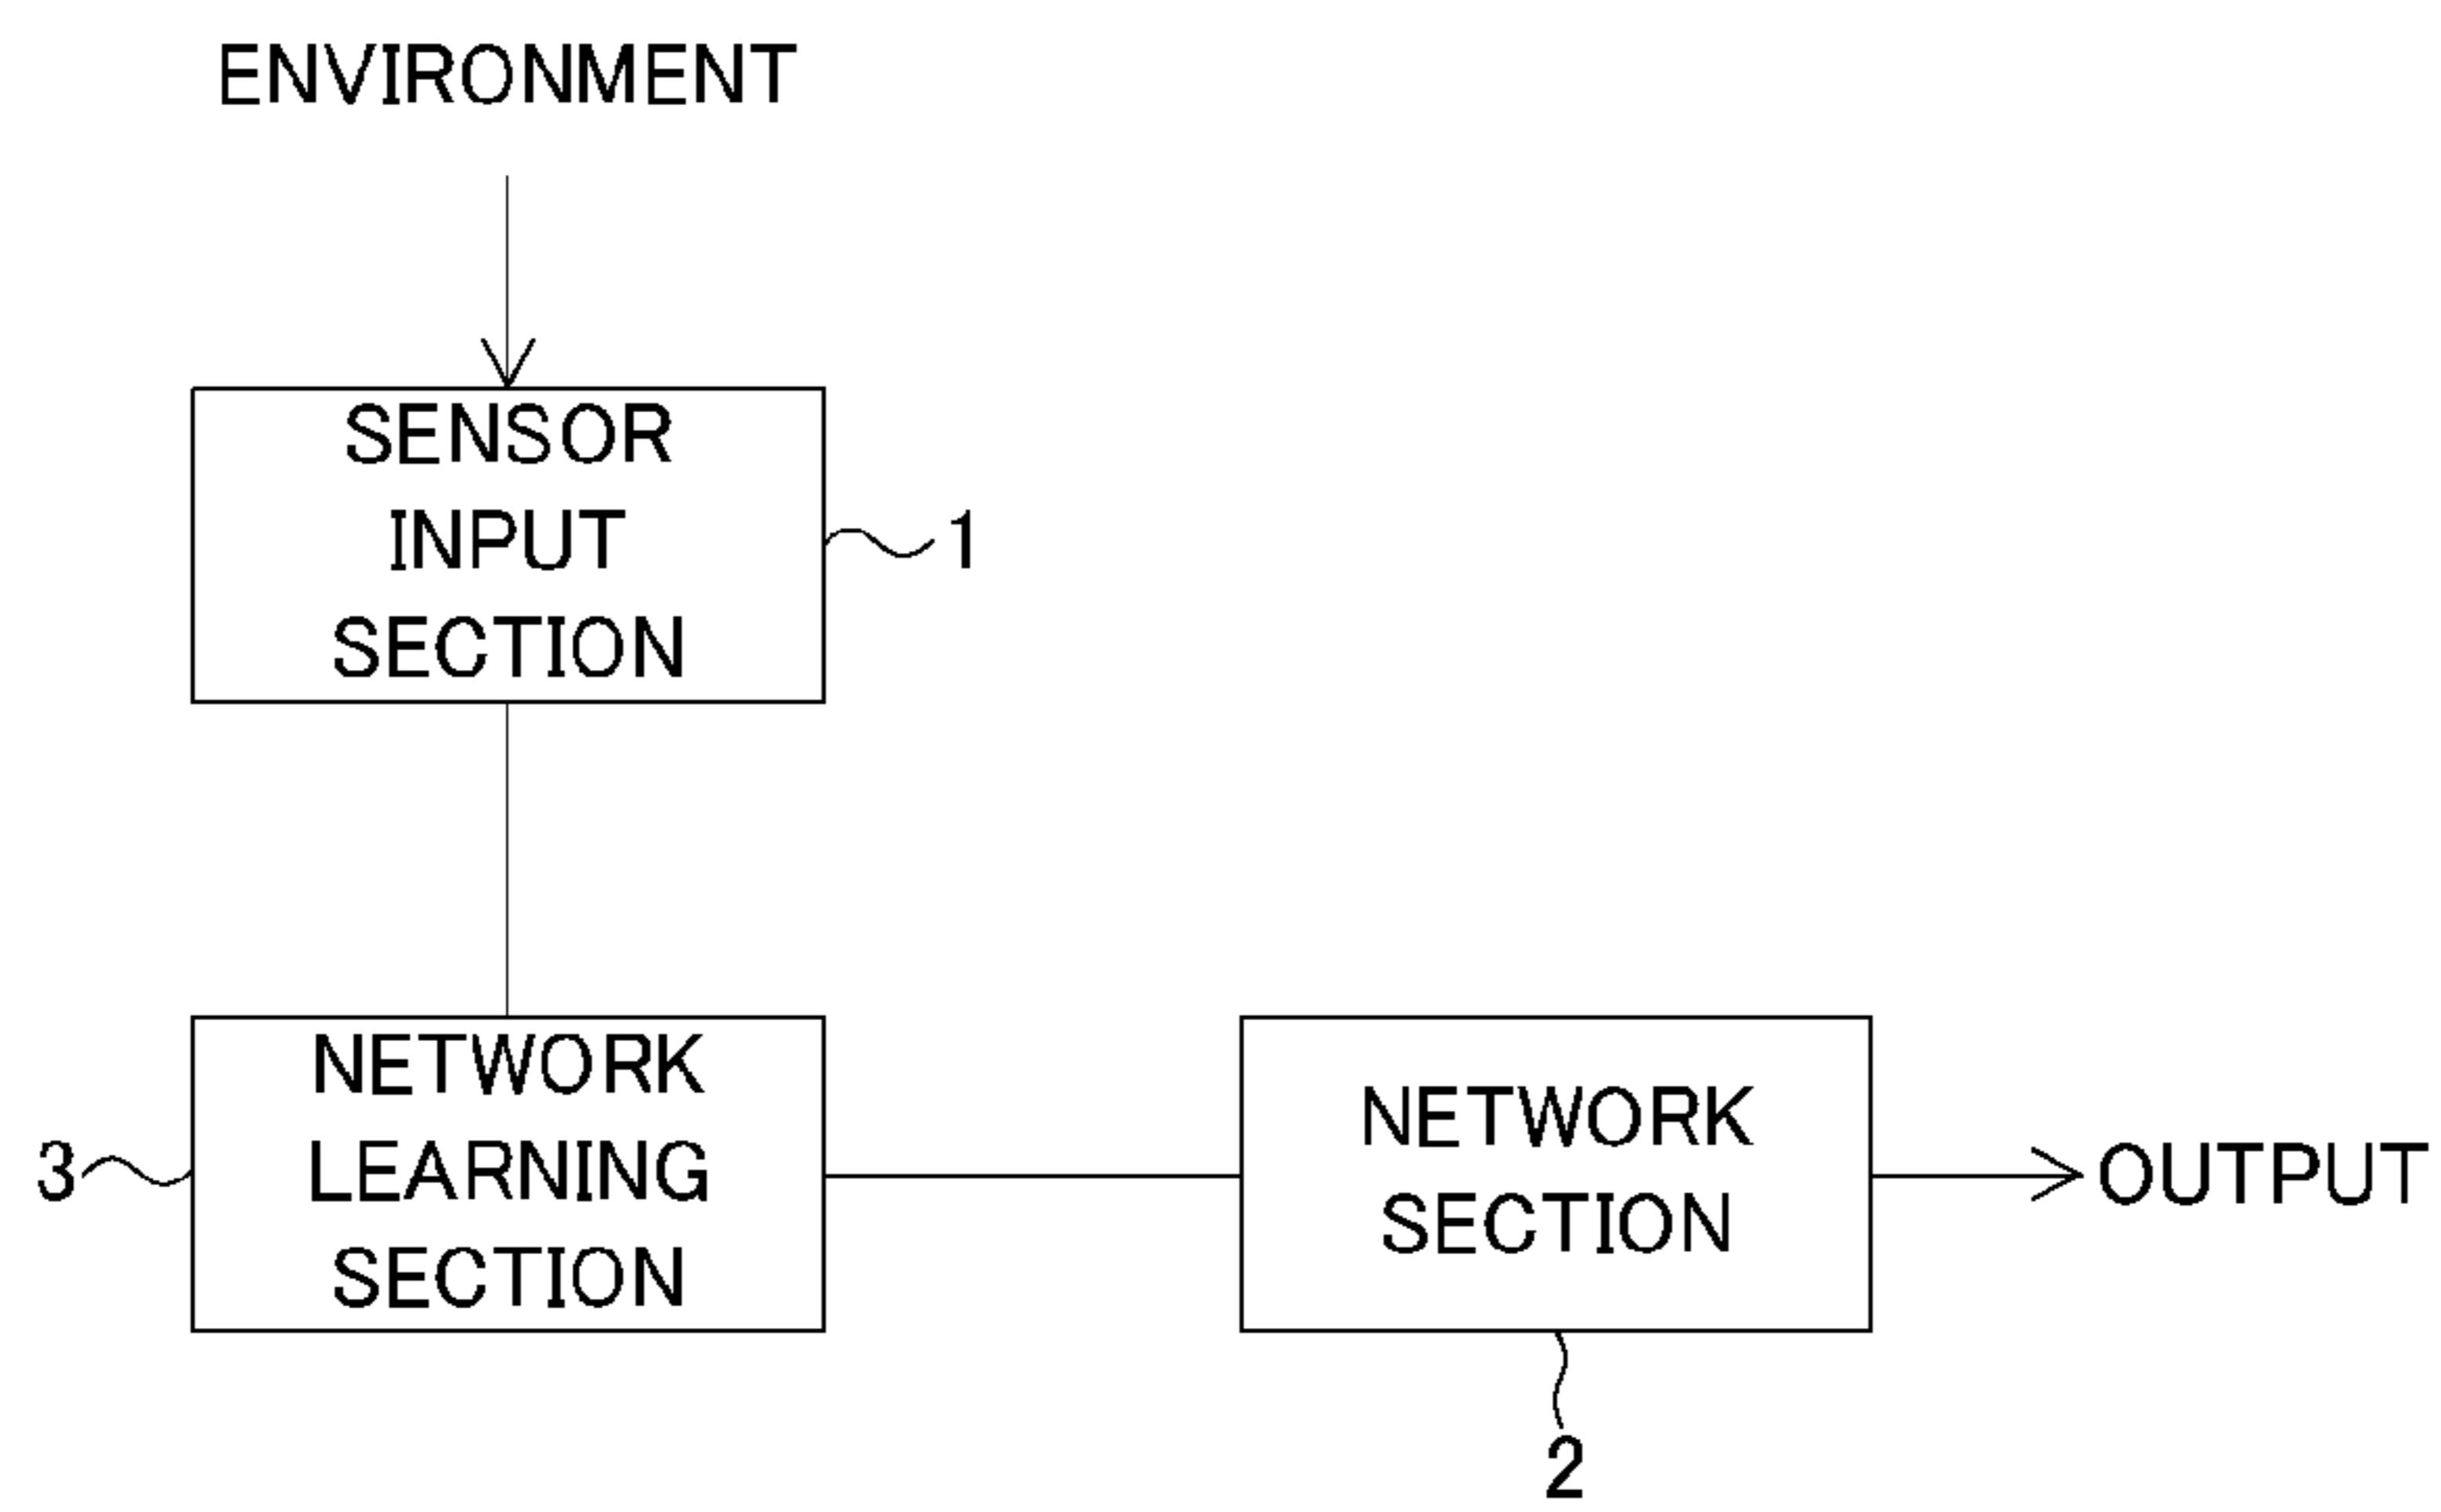 ENVIRONMENT
SENSOR
INPUT
SECTION
1
NETWORK
LEARNING
SECTION
3
NETWORK
SECTION
2
OUTPUT